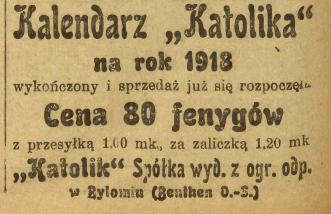 Kalendarz „Katolika“
na rok 1918
wykończony i sprzedaż już się rozpoczęła
Cena 80 fenygów
z przesyłką 1.00 mk., za zaliczką 1.20 mk
„Katolik“ Spółka wyd. z ogr. odp.
w Bytomiu (Beuthen O.-S.)